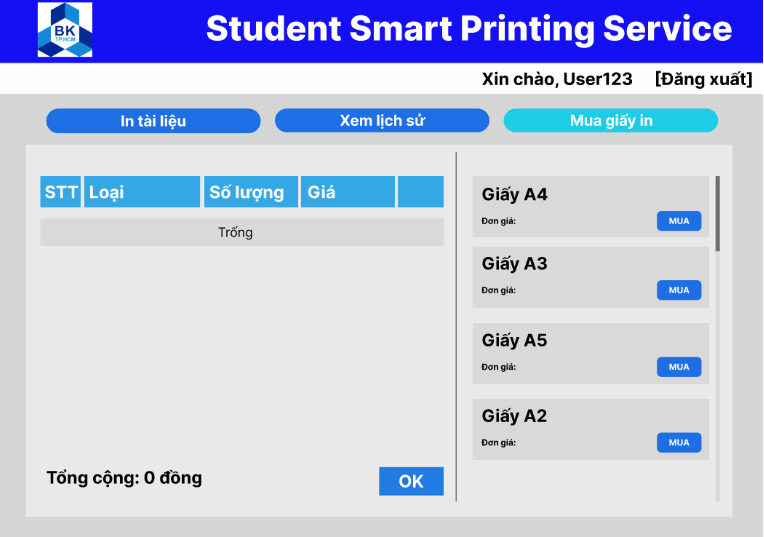 BK
TP.HCM
Student Smart Printing Service
Xin chào, User123 [Đăng xuất]
In tài liệu
Xem lịch sử
Mua giấy in
STT Loại Số lượng Giá
Trống
Tổng cộng: 0 đồng
OK
Giấy A4
Đơn giá:
MUA
Giấy A3
Đơn giá:
MUA
Giấy A5
Đơn giá:
MUA
Giấy A2
Đơn giá:
MUA